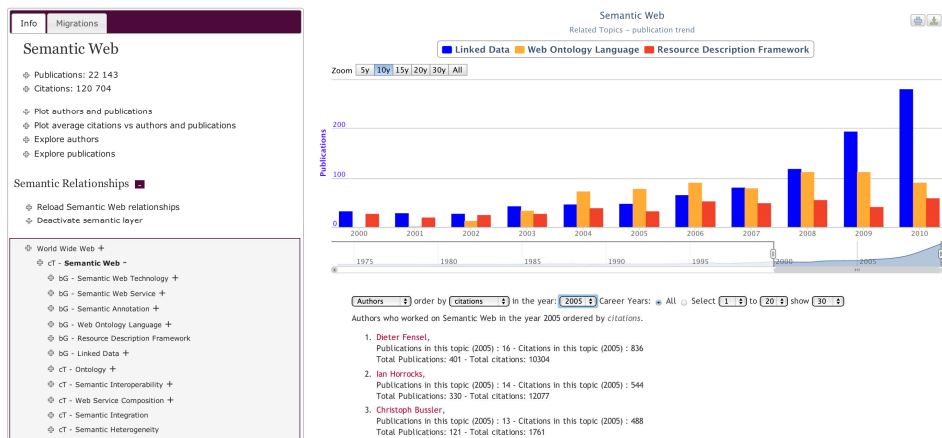 Info
Migrations
Semantic Web
Publications: 22 143
Citations: 120 704
Plot authors and publications
Plot average citations vs authors and publications
Explore authors
Explore publications
Semantic Relationships -
Reload Semantic Web relationships
Deactivate semantic layer
World Wide Web +
cT - Semantic Web -
bG - Semantic Web Technology +
bG - Semantic Web Service +
bG - Semantic Annotation +
bG - Web Ontology Language +
bG - Resource Description Framework
bG - Linked Data +
cT - Ontology +
cT - Semantic Interoperability +
cT - Web Service Composition +
cT - Semantic Integration
cT - Semantic Heterogeneity
Semantic Web
Related Topics - publication trend
Linked Data Web Ontology Language Resource Description Framework
Zoom 5y 10y 15y 20y 30y All
Publications
200
100
0
2000 2001 2002 2003 2004 2005 2006 2007 2008 2009 2010
1975 1980 1985 1990 1995 2000 2005
Authors order by citations in the year: 2005 Career Years: All Select 1 to 20 show 30
Authors who worked on Semantic Web in the year 2005 ordered by citations.
1. Dieter Fensel,
Publications in this topic (2005) : 16 - Citations in this topic (2005) : 836
Total Publications: 401 - Total citations: 10304
2. Ian Horrocks,
Publications in this topic (2005) : 14 - Citations in this topic (2005) : 544
Total Publications: 330 - Total citations: 12077
3. Christoph Bussler,
Publications in this topic (2005) : 13 - Citations in this topic (2005) : 488
Total Publications: 121 - Total citations: 1761